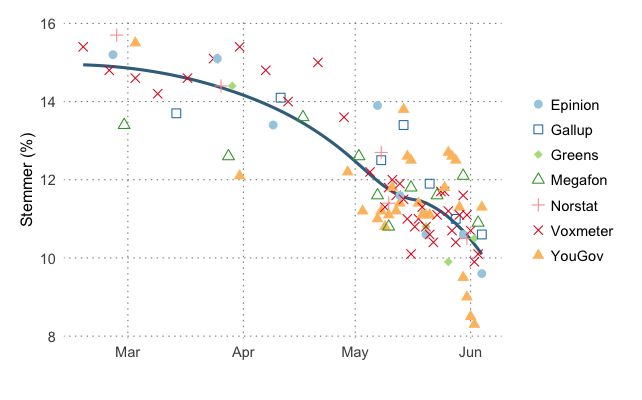 16
14
12
10
8
Stemmer (%)
Mar
Apr
May
Jun
Epinion
Gallup
Greens
Megafon
Norstat
Voxmeter
YouGov